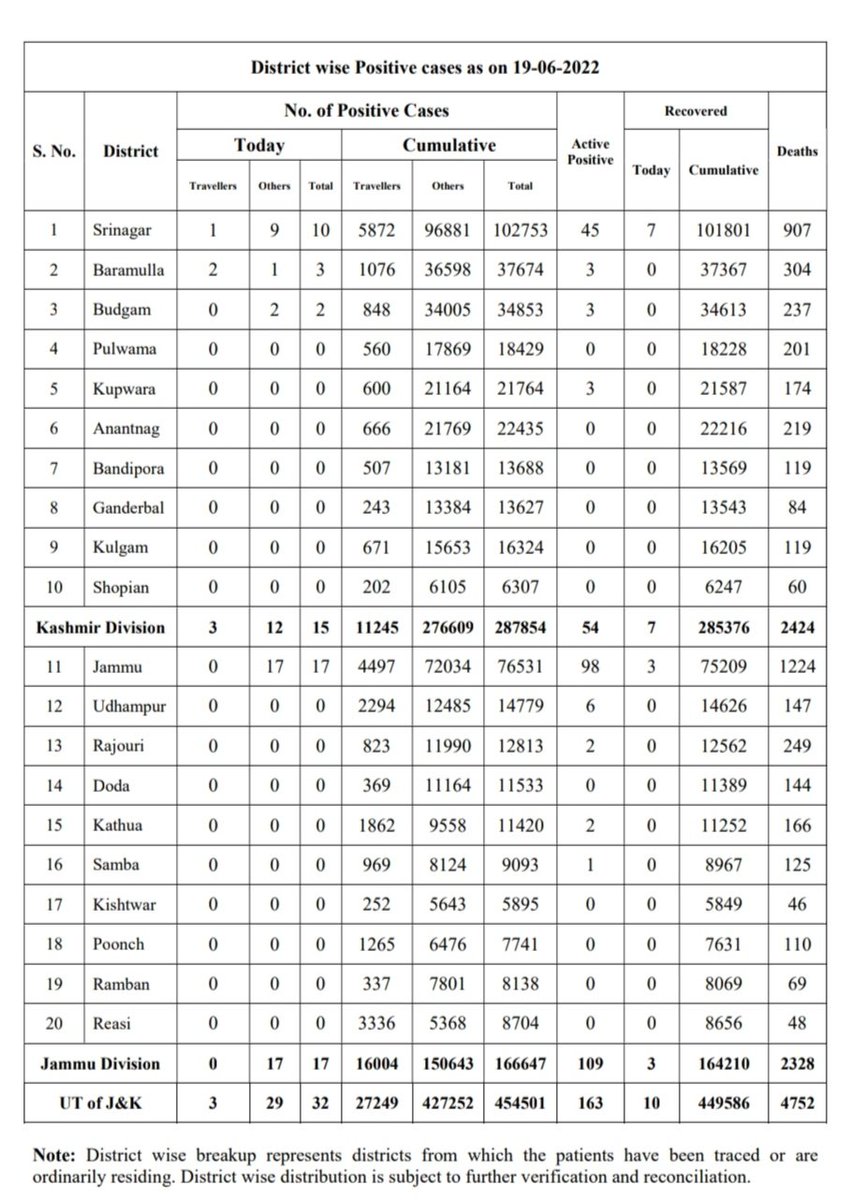 District wise Positive cases as on 19-06-2022
S. No. District No. of Positive Cases Active Positive Recovered Deaths
Today Cumulative Today Cumulative
Travellers Others Total Travellers Others Total
1 Srinagar 1 9 10 5872 96881 102753 45 7 101801 907
2 Baramulla 2 1 3 1076 36598 37674 3 0 37367 304
3 Budgam 0 2 2 848 34005 34853 3 0 34613 237
4 Pulwama 0 0 0 560 17869 18429 0 0 18228 201
5 Kupwara 0 0 0 600 21164 21764 3 0 21587 174
6 Anantnag 0 0 0 666 21769 22435 0 0 22216 219
7 Bandipora 0 0 0 507 13181 13688 0 0 13569 119
8 Ganderbal 0 0 0 243 13384 13627 0 0 13543 84
9 Kulgam 0 0 0 671 15653 16324 0 0 16205 119
10 Shopian 0 0 0 202 6105 6307 0 0 6247 60
Kashmir Division 3 12 15 11245 276609 287854 54 7 285376 2424
11 Jammu 0 17 17 4497 72034 76531 98 3 75209 1224
12 Udhampur 0 0 0 2294 12485 14779 6 0 14626 147
13 Rajouri 0 0 0 823 11990 12813 2 0 12562 249
14 Doda 0 0 0 369 11164 11533 0 0 11389 144
15 Kathua 0 0 0 1862 9558 11420 2 0 11252 166
16 Samba 0 0 0 969 8124 9093 1 0 8967 125
17 Kishtwar 0 0 0 252 5643 5895 0 0 5849 46
18 Poonch 0 0 0 1265 6476 7741 0 0 7631 110
19 Ramban 0 0 0 337 7801 8138 0 0 8069 69
20 Reasi 0 0 0 3336 5368 8704 0 0 8656 48
Jammu Division 0 17 17 16004 150643 166647 109 3 164210 2328
UT of J&K 3 29 32 27249 427252 454501 163 10 449586 4752
Note: District wise breakup represents districts from which the patients have been traced or are
ordinarily residing. District wise distribution is subject to further verification and reconciliation.